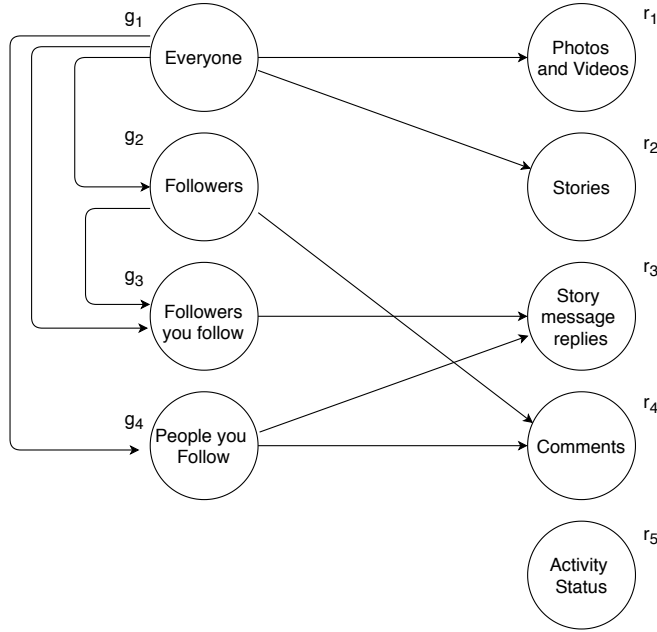 g1
Everyone
r1
Photos
and Videos
g2
Followers
r2
Stories
g3
Followers
you follow
r3
Story
message
replies
g4
People you
Follow
r4
Comments
r5
Activity
Status